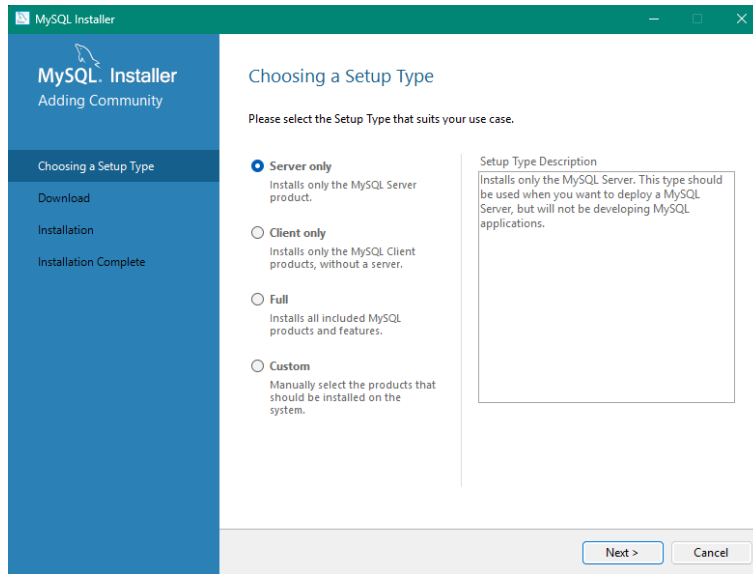 MySQL Installer
MySQL. Installer
Adding Community
Choosing a Setup Type
Download
Installation
Installation Complete
Choosing a Setup Type
Please select the Setup Type that suits your use case.
Server only
Installs only the MySQL Server
product.
Client only
Installs only the MySQL Client
products, without a server.
Full
Installs all included MySQL
products and features.
Custom
Manually select the products that
should be installed on the
system.
Setup Type Description
Installs only the MySQL Server. This type should
be used when you want to deploy a MySQL
Server, but will not be developing MySQL
applications.
Next >
Cancel